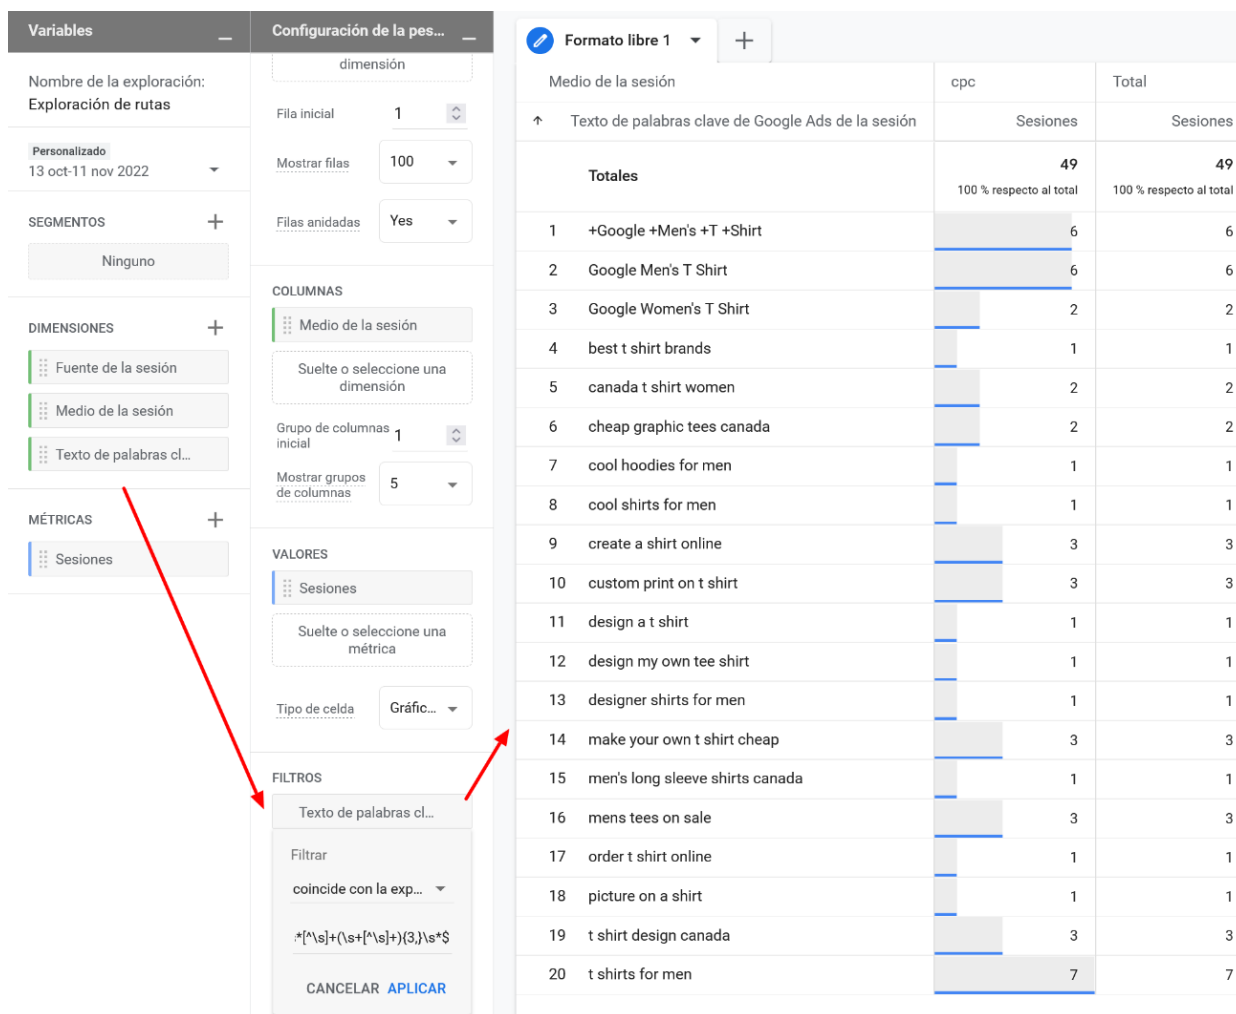 Variables
Nombre de la exploración:
Exploración de rutas
Personalizado
13 oct-11 nov 2022
SEGMENTOS
Ninguno
DIMENSIONES
Fuente de la sesión
Medio de la sesión
Texto de palabras cl...
MÉTRICAS
Sesiones
Configuración de la pes...
dimensión
Fila inicial 1
Mostrar filas 100
Filas anidadas Yes
COLUMNAS
Medio de la sesión
Suelte o seleccione una
dimensión
Grupo de columnas
inicial 1
Mostrar grupos
de columnas 5
VALORES
Sesiones
Suelte o seleccione una
métrica
Tipo de celda Gráfic...
FILTROS
Texto de palabras cl...
Filtrar
coincide con la exp...
*[^\s]+(\s+[^\s]+){3,}\s*$
CANCELAR APLICAR
Formato libre 1
Medio de la sesión cpc Total
Texto de palabras clave de Google Ads de la sesión Sesiones Sesiones
Totales 49 49
100 % respecto al total 100 % respecto al total
1 +Google +Men's +T +Shirt 6 6
2 Google Men's T Shirt 6 6
3 Google Women's T Shirt 2 2
4 best t shirt brands 1 1
5 canada t shirt women 2 2
6 cheap graphic tees canada 2 2
7 cool hoodies for men 1 1
8 cool shirts for men 1 1
9 create a shirt online 3 3
10 custom print on t shirt 3 3
11 design a t shirt 1 1
12 design my own tee shirt 1 1
13 designer shirts for men 1 1
14 make your own t shirt cheap 3 3
15 men's long sleeve shirts canada 1 1
16 mens tees on sale 3 3
17 order t shirt online 1 1
18 picture on a shirt 1 1
19 t shirt design canada 3 3
20 t shirts for men 7 7